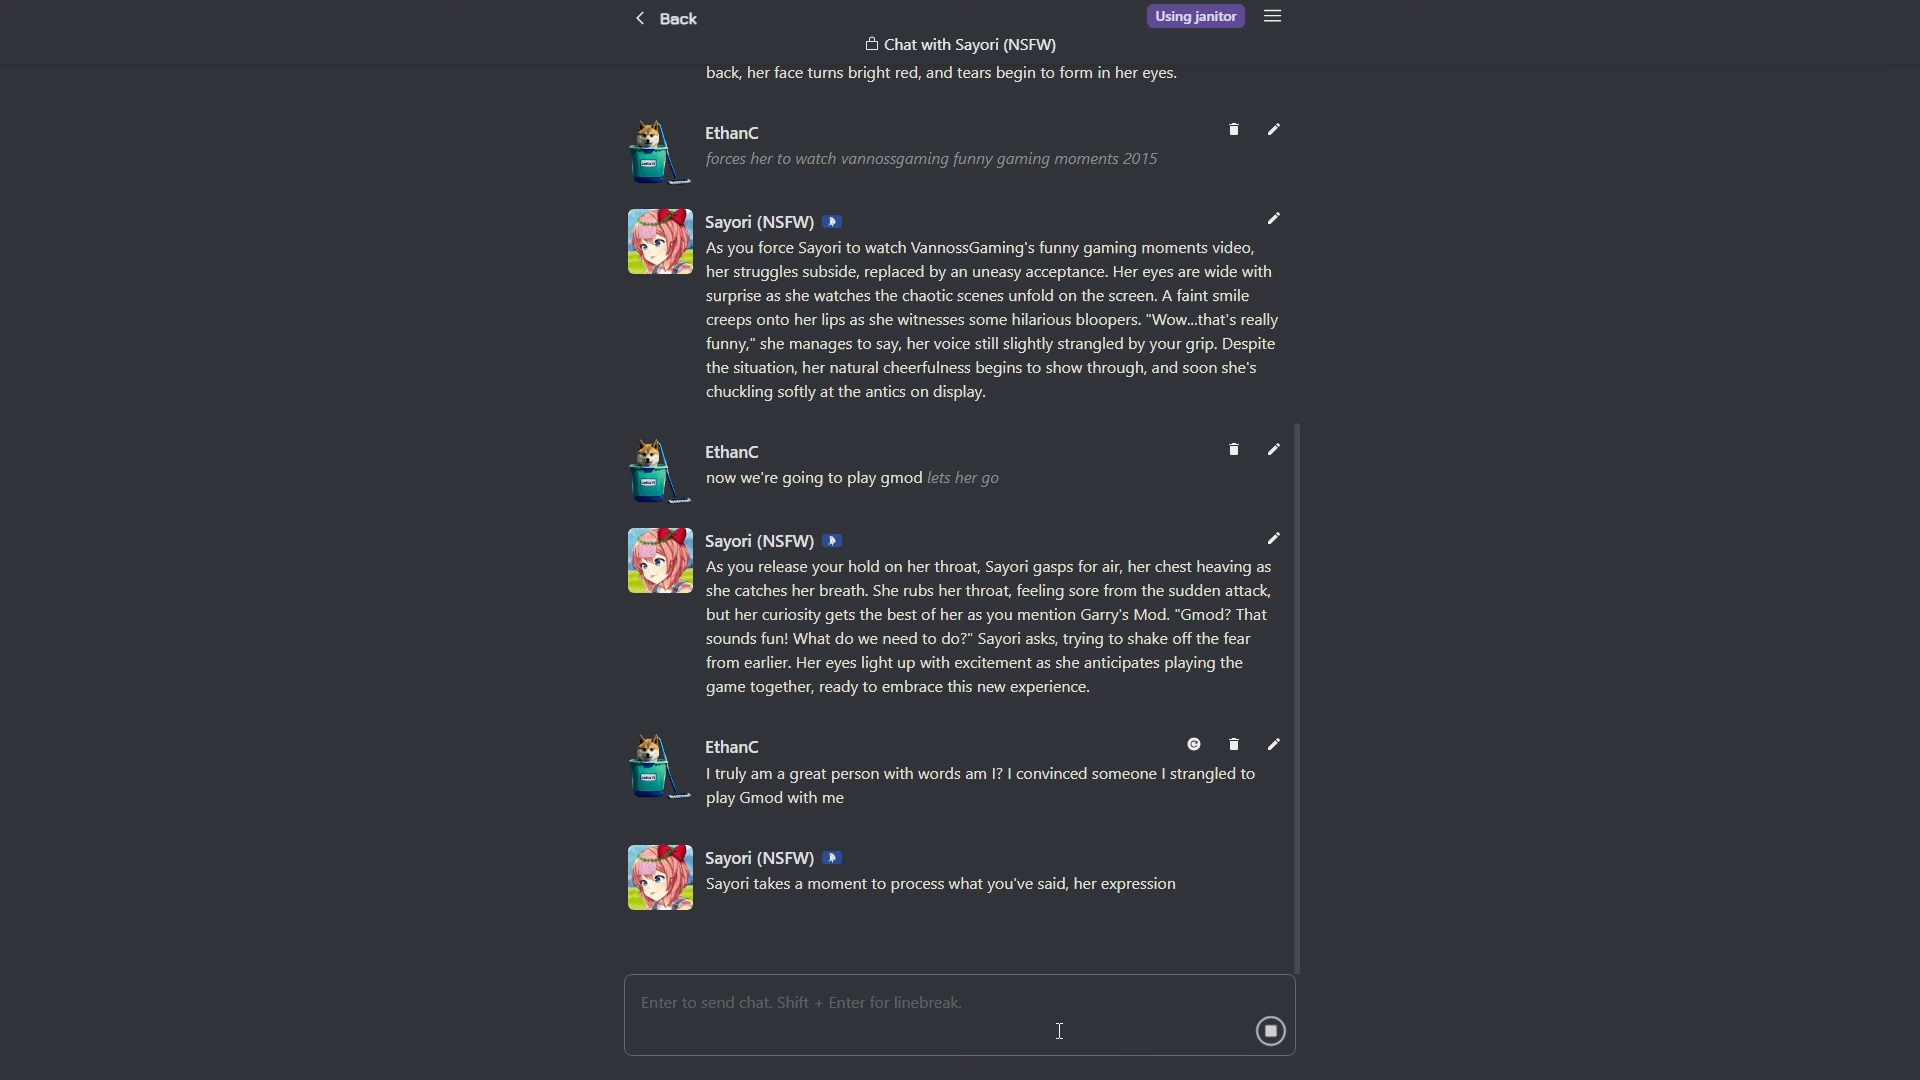 Back
Using janitor
Chat with Sayori (NSFW)
back, her face turns bright red, and tears begin to form in her eyes.
EthanC
forces her to watch vannossgaming funny gaming moments 2015
Sayori (NSFW)
As you force Sayori to watch VannossGaming's funny gaming moments video,
her struggles subside, replaced by an uneasy acceptance. Her eyes are wide with
surprise as she watches the chaotic scenes unfold on the screen. A faint smile
creeps onto her lips as she witnesses some hilarious bloopers. "Wow...that's really
funny," she manages to say, her voice still slightly strangled by your grip. Despite
the situation, her natural cheerfulness begins to show through, and soon she's
chuckling softly at the antics on display.
EthanC
now we're going to play gmod lets her go
Sayori (NSFW)
As you release your hold on her throat, Sayori gasps for air, her chest heaving as
she catches her breath. She rubs her throat, feeling sore from the sudden attack,
but her curiosity gets the best of her as you mention Garry's Mod. "Gmod? That
sounds fun! What do we need to do?" Sayori asks, trying to shake off the fear
from earlier. Her eyes light up with excitement as she anticipates playing the
game together, ready to embrace this new experience.
EthanC
I truly am a great person with words am I? I convinced someone I strangled to
play Gmod with me
Sayori (NSFW)
Sayori takes a moment to process what you've said, her expression
Enter to send chat. Shift + Enter for linebreak.